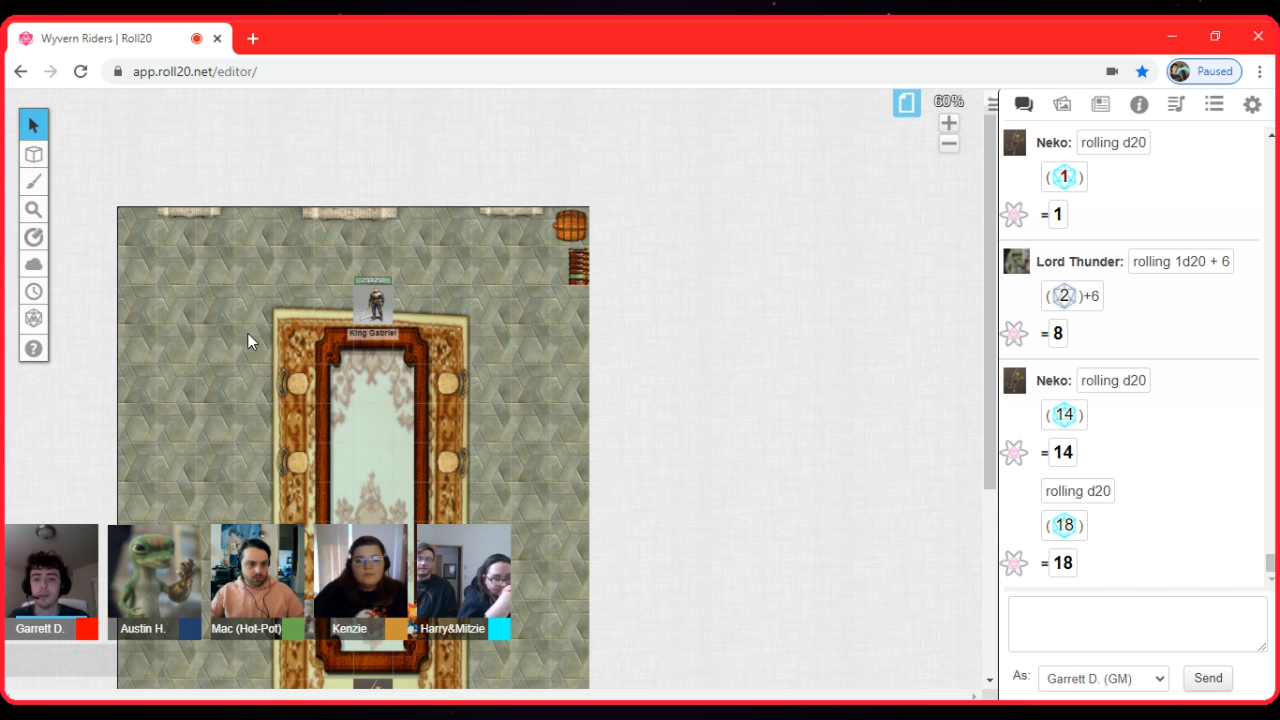 Wyvern Riders | Roll20
app.roll20.net/editor/
Paused
60%
King Gabriel
Garrett D.
Austin H.
Mac (Hot-Pot)
Kenzie
Harry&Mitzie
Neko: rolling d20
(1)
=1
Lord Thunder: rolling 1d20 + 6
(2)+6
=8
Neko: rolling d20
(14)
=14
rolling d20
(18)
=18
As: Garrett D. (GM) Send